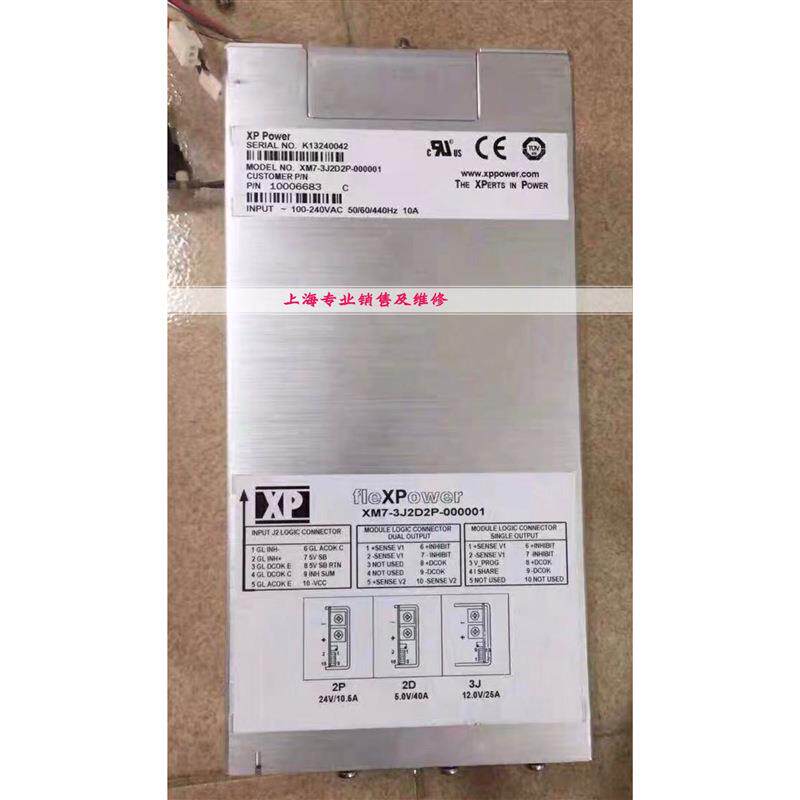 XP Power
SERIAL NO. K13240042
MODEL NO. XM7-3J2D2P-000001
CUSTOMER P/N
P/N 10006683 C
INPUT ~ 100-240VAC 50/60/440Hz 10A
c RU us CE TUV
www.xppower.com
THE XPERTS IN POWER
上海专业销售及维修
XP
fleXPower
XM7-3J2D2P-000001
INPUT J2 LOGIC CONNECTOR
1 GL INH- 6 GL ACOK C
2 GL INH+ 7 5V SB
3 GL DCOK E 8 5V SB RTN
4 GL DCOK C 9 INH SUM
5 GL ACOK E 10 -VCC
MODULE LOGIC CONNECTOR
DUAL OUTPUT
1 +SENSE V1 6 +INHIBIT
2 -SENSE V1 7 -INHIBIT
3 NOT USED 8 +DCOK
4 NOT USED 9 -DCOK
5 +SENSE V2 10 -SENSE V2
MODULE LOGIC CONNECTOR
SINGLE OUTPUT
1 +SENSE V1 6 +INHIBIT
2 -SENSE V1 7 INHIBIT
3 V_PROG 8 +DCOK
4 I SHARE 9 -DCOK
5 NOT USED 10 NOT USED
2P
24V/10.5A
2D
5.0V/40A
3J
12.0V/25A